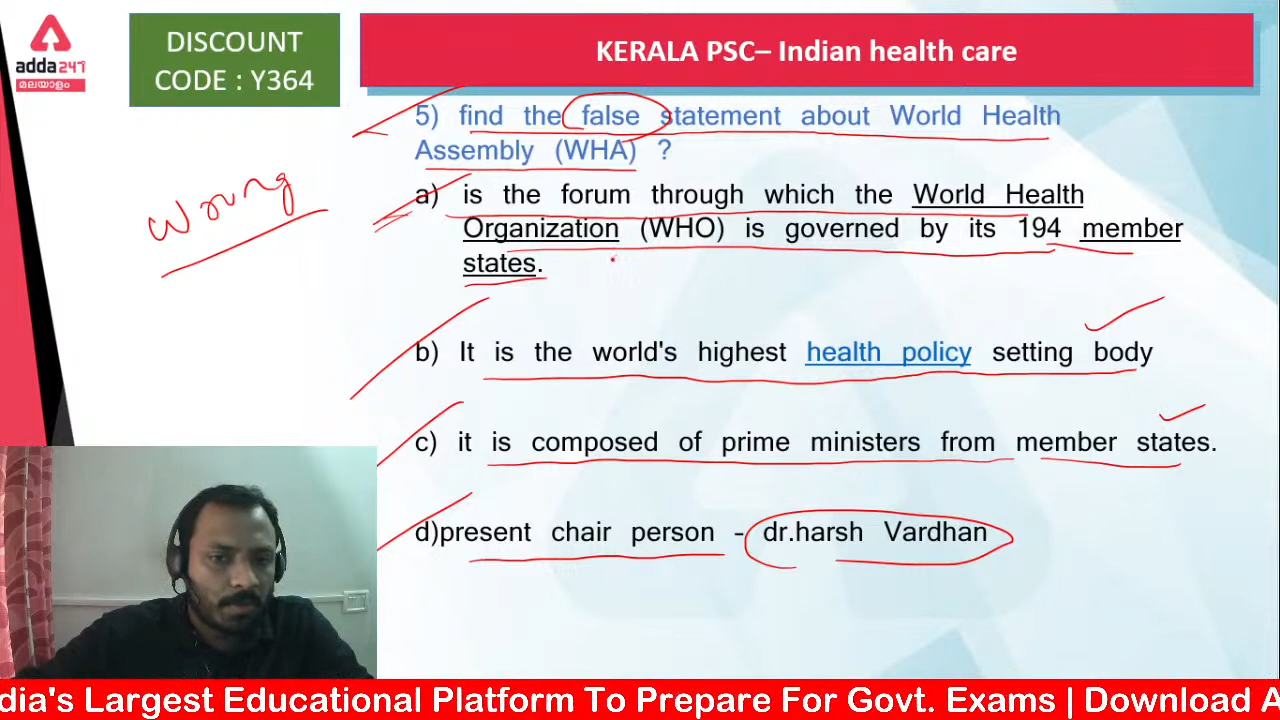 adda247
മലയാളം
DISCOUNT
CODE : Y364
KERALA PSC– Indian health care
5) find the false statement about World Health
Assembly (WHA) ?
a) is the forum through which the World Health
Organization (WHO) is governed by its 194 member
states.
b) It is the world's highest health policy setting body
c) it is composed of prime ministers from member states.
d)present chair person - dr.harsh Vardhan
wrong
dia's Largest Educational Platform To Prepare For Govt. Exams | Download A